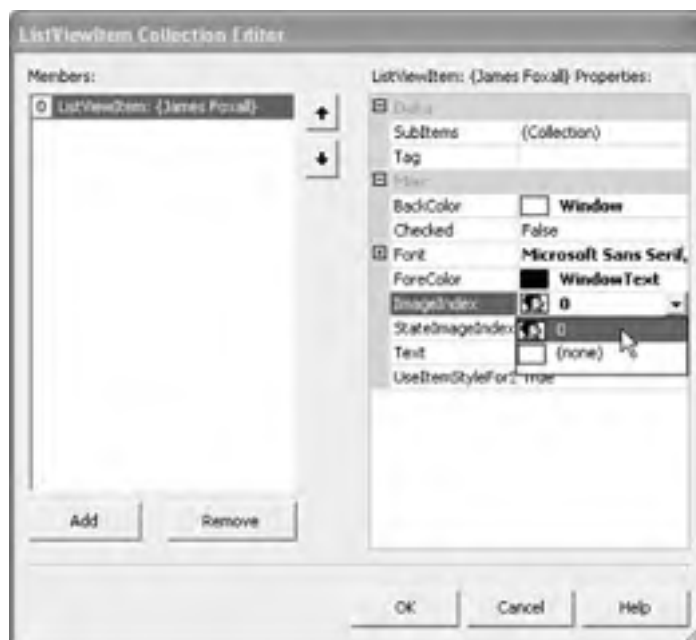 ListViewItem Collection Editor
Members:
0 ListViewItem: {James Foxall}
Add
Remove
ListViewItem: {James Foxall} Properties:
Data
SubItems (Collection)
Tag
Misc
BackColor Window
Checked False
Font Microsoft Sans Serif,
ForeColor WindowText
ImageIndex 0
StateImageIndex 0
Text (none)
UseItemStyleForS True
OK
Cancel
Help